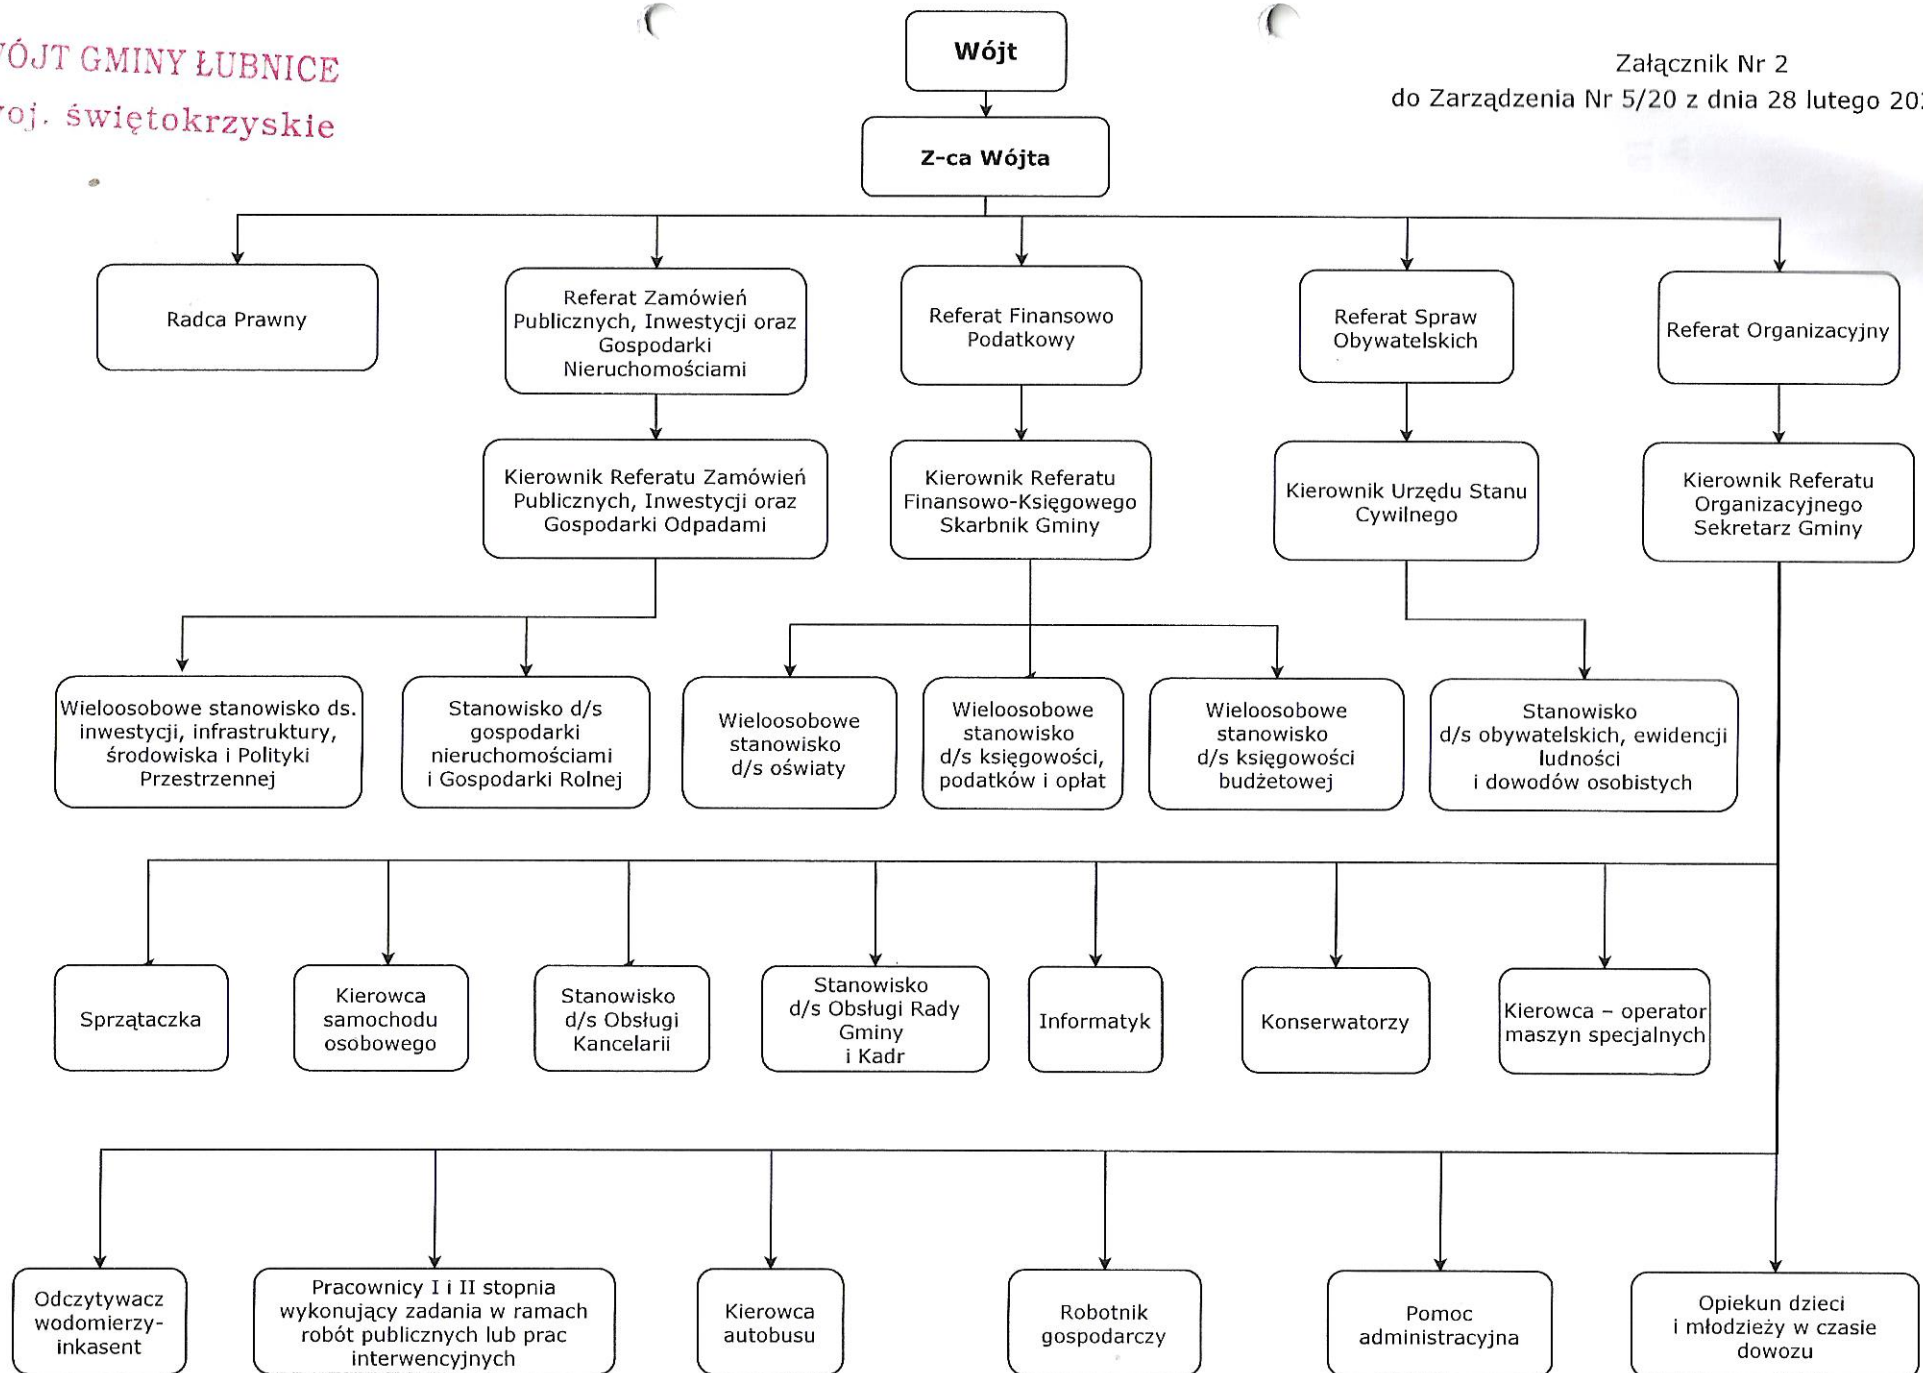 WÓJT GMINY ŁUBNICE
woj. świętokrzyskie
Załącznik Nr 2
do Zarządzenia Nr 5/20 z dnia 28 lutego
Wójt
Z-ca Wójta
Radca Prawny
Referat Zamówień
Publicznych, Inwestycji oraz
Gospodarki
Nieruchomościami
Referat Finansowo
Podatkowy
Referat Spraw
Obywatelskich
Referat Organizacyjny
Kierownik Referatu Zamówień
Publicznych, Inwestycji oraz
Gospodarki Odpadami
Kierownik Referatu
Finansowo-Księgowego
Skarbnik Gminy
Kierownik Urzędu Stanu
Cywilnego
Kierownik Referatu
Organizacyjnego
Sekretarz Gminy
Wieloosobowe stanowisko ds.
inwestycji, infrastruktury,
środowiska i Polityki
Przestrzennej
Stanowisko d/s
gospodarki
nieruchomościami
i Gospodarki Rolnej
Wieloosobowe
stanowisko
d/s oświaty
Wieloosobowe
stanowisko
d/s księgowości,
podatków i opłat
Wieloosobowe
stanowisko
d/s księgowości
budżetowej
Stanowisko
d/s obywatelskich, ewidencji
ludności
i dowodów osobistych
Sprzątaczka
Kierowca
samochodu
osobowego
Stanowisko
d/s Obsługi
Kancelarii
Stanowisko
d/s Obsługi Rady
Gminy
i Kadr
Informatyk
Konserwatorzy
Kierowca – operator
maszyn specjalnych
Odczytywacz
wodomierzy-
inkasent
Pracownicy I i II stopnia
wykonujący zadania w ramach
robót publicznych lub prac
interwencyjnych
Kierowca
autobusu
Robotnik
gospodarczy
Pomoc
administracyjna
Opiekun dzieci
i młodzieży w czasie
dowozu